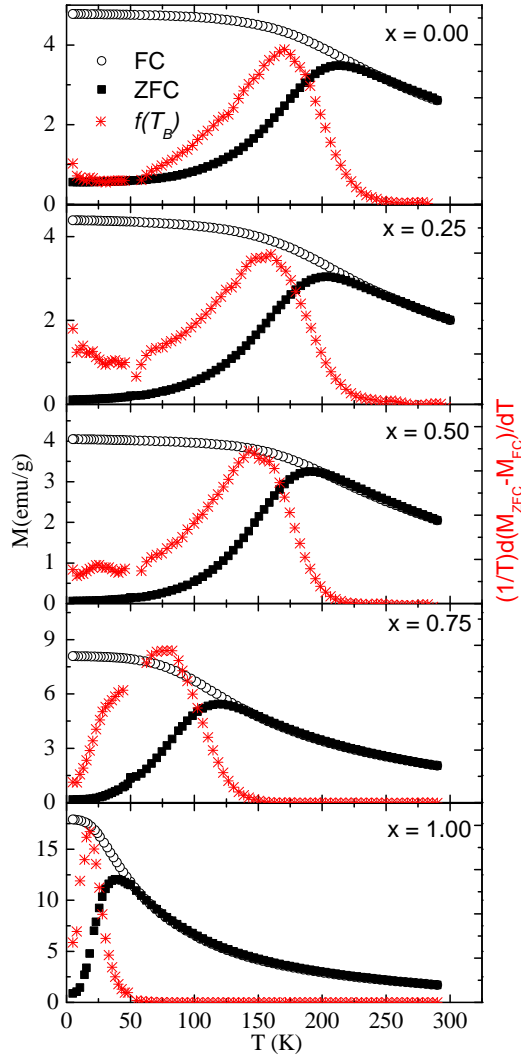 x = 0.00
FC
ZFC
f(T_B)
4
2
0
x = 0.25
4
2
0
x = 0.50
4
3
2
1
0
x = 0.75
9
6
3
0
x = 1.00
15
10
5
0
0 50 100 150 200 250 300
T (K)
M(emu/g)
(1/T)d(M_ZFC-M_FC)/dT